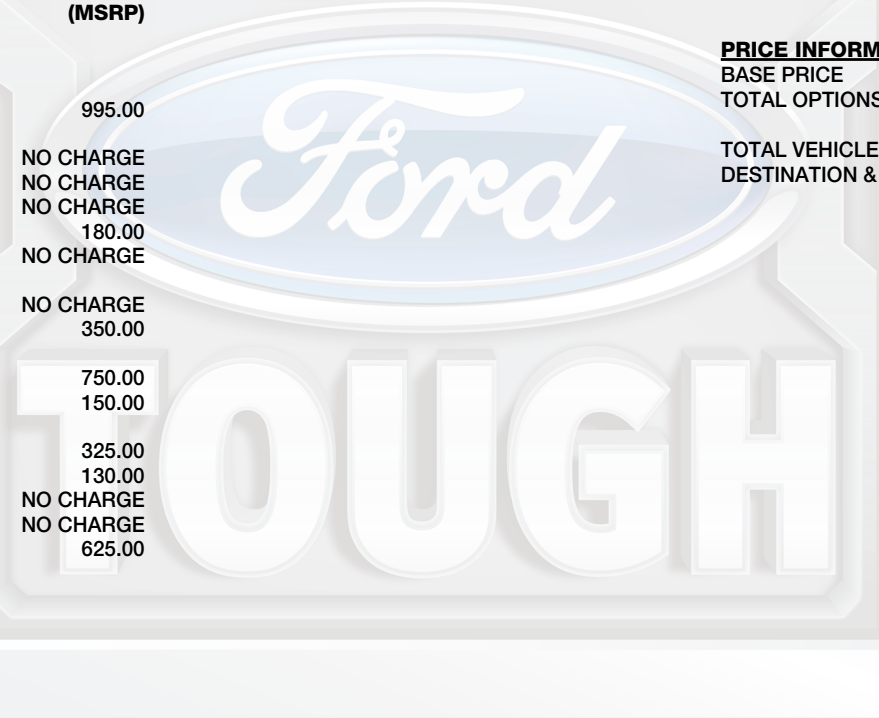 (MSRP)
995.00
NO CHARGE
NO CHARGE
NO CHARGE
180.00
NO CHARGE
NO CHARGE
350.00
750.00
150.00
325.00
130.00
NO CHARGE
NO CHARGE
625.00
PRICE INFORM
BASE PRICE
TOTAL OPTIONS
TOTAL VEHICLE
DESTINATION &
Ford
TOUGH